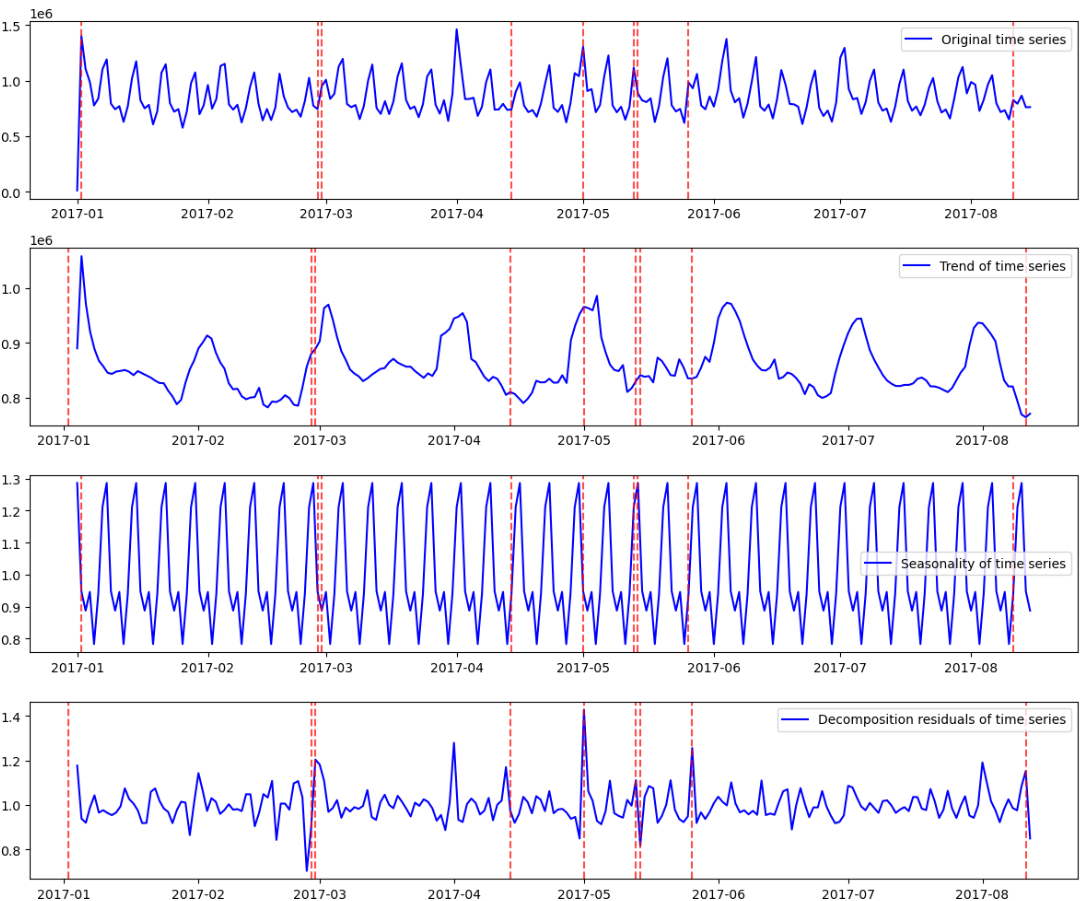 1e6
1.5
Original time series
1.0
0.5
0.0
2017-01 2017-02 2017-03 2017-04 2017-05 2017-06 2017-07 2017-08
1e6
Trend of time series
1.0
0.9
0.8
2017-01 2017-02 2017-03 2017-04 2017-05 2017-06 2017-07 2017-08
1.3
1.2
1.1
Seasonality of time series
1.0
0.9
0.8
2017-01 2017-02 2017-03 2017-04 2017-05 2017-06 2017-07 2017-08
1.4
Decomposition residuals of time series
1.2
1.0
0.8
2017-01 2017-02 2017-03 2017-04 2017-05 2017-06 2017-07 2017-08